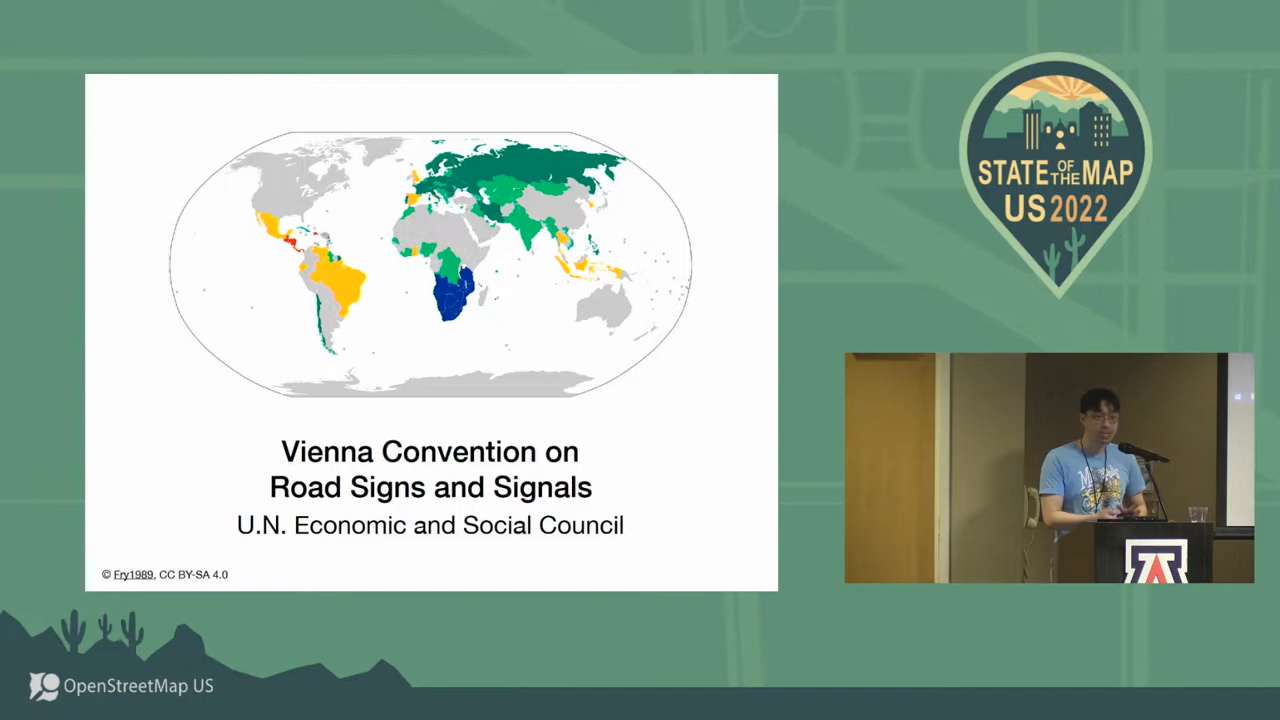 Vienna Convention on
Road Signs and Signals
U.N. Economic and Social Council
© Fry1989, CC BY-SA 4.0
STATE OF THE MAP
US 2022
A
OpenStreetMap US